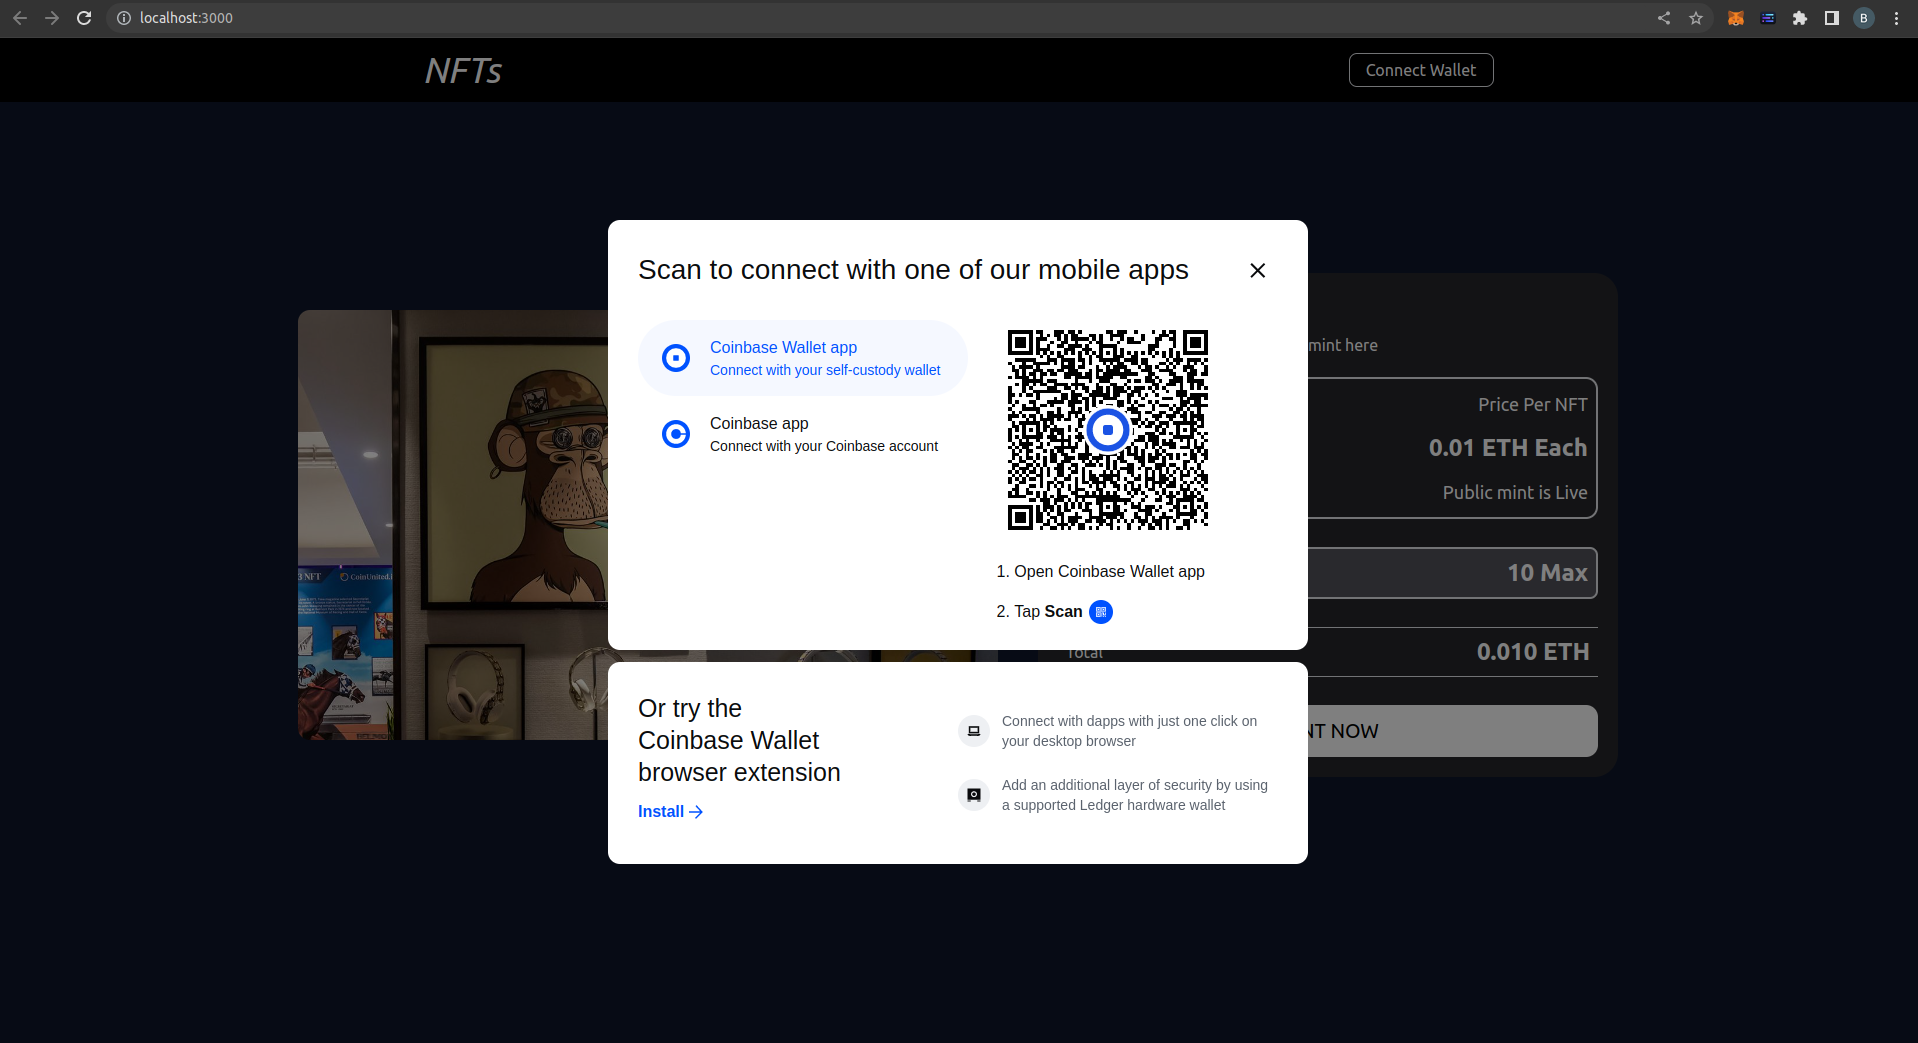 localhost:3000
B
NFTs
Connect Wallet
Scan to connect with one of our mobile apps
Coinbase Wallet app
Connect with your self-custody wallet
Coinbase app
Connect with your Coinbase account
1. Open Coinbase Wallet app
2. Tap Scan
Or try the
Coinbase Wallet
browser extension
Install
Connect with dapps with just one click on
your desktop browser
Add an additional layer of security by using
a supported Ledger hardware wallet
mint here
Price Per NFT
0.01 ETH Each
Public mint is Live
10 Max
Total
0.010 ETH
NOW
3 NFT
CoinUnited.